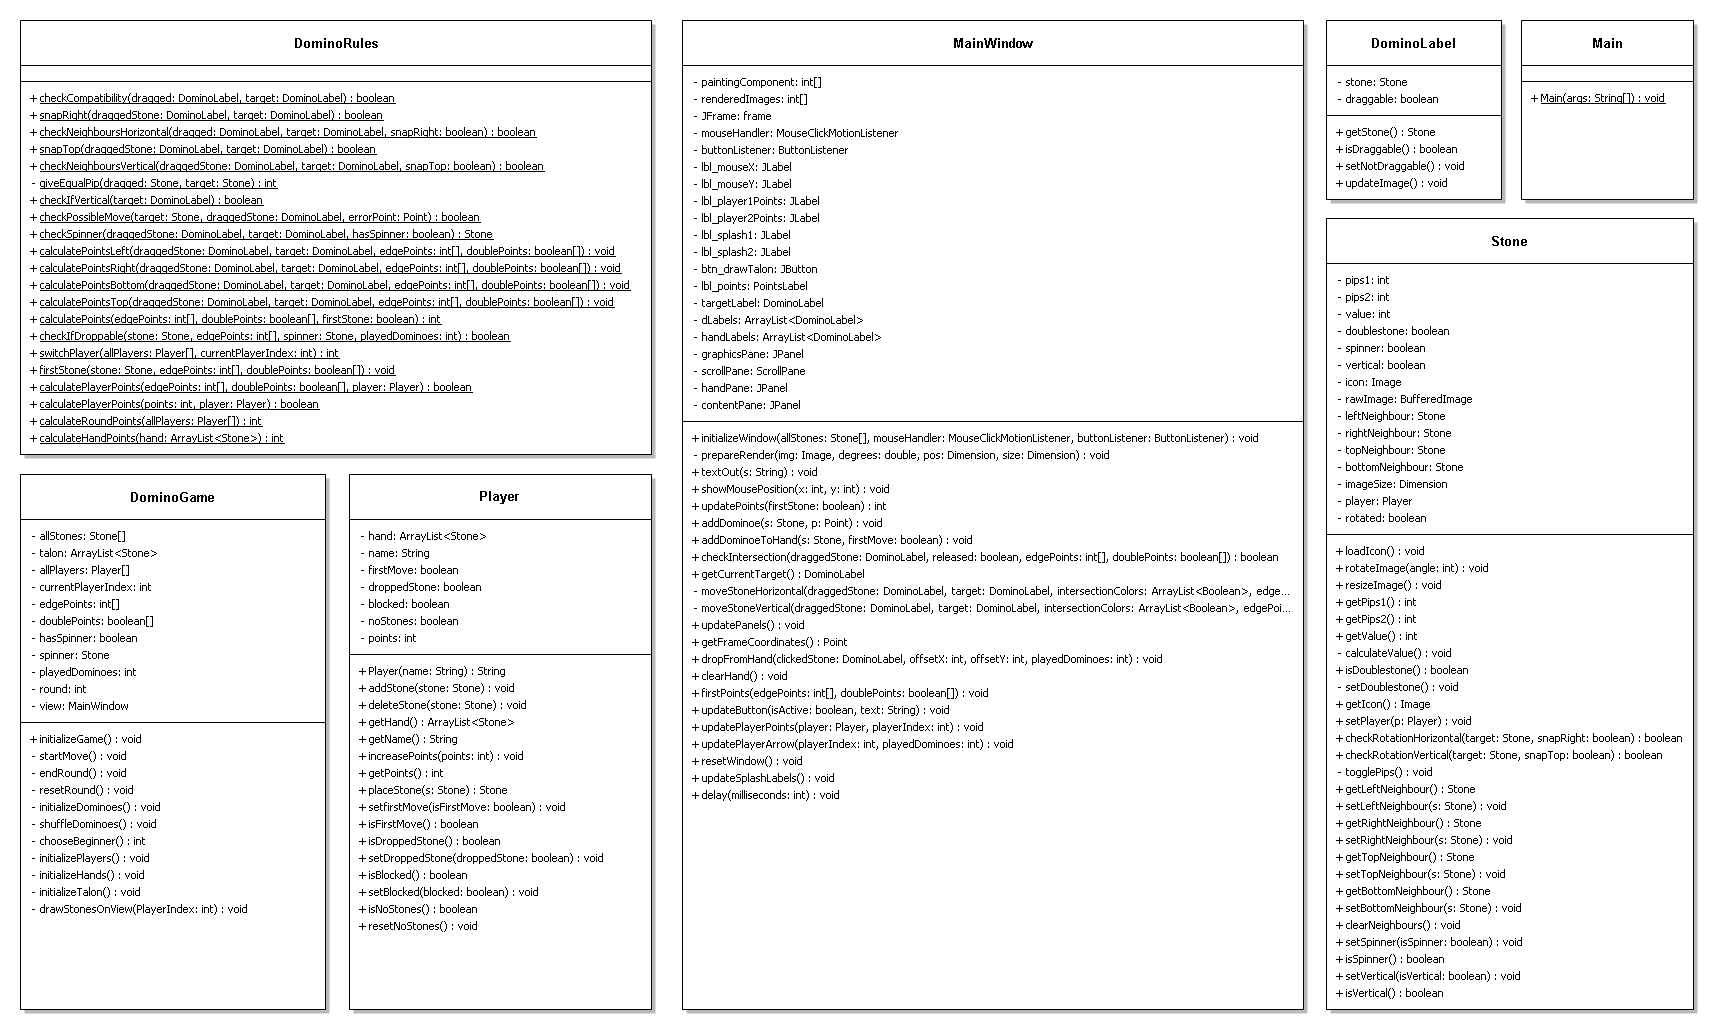 DominoRules
+ checkCompatibility(dragged: DominoLabel, target: DominoLabel) : boolean
+ snapRight(draggedStone: DominoLabel, target: DominoLabel) : boolean
+ checkNeighboursHorizontal(dragged: DominoLabel, target: DominoLabel, snapRight: boolean) : boolean
+ snapTop(draggedStone: DominoLabel, target: DominoLabel) : boolean
+ checkNeighboursVertical(draggedStone: DominoLabel, target: DominoLabel, snapTop: boolean) : boolean
- giveEqualPip(dragged: Stone, target: Stone) : int
+ checkIfVertical(target: DominoLabel) : boolean
+ checkPossibleMove(target: Stone, draggedStone: DominoLabel, errorPoint: Point) : boolean
+ checkSpinner(draggedStone: DominoLabel, target: DominoLabel, hasSpinner: boolean) : Stone
+ calculatePointsLeft(draggedStone: DominoLabel, target: DominoLabel, edgePoints: int[], doublePoints: boolean[]) : void
+ calculatePointsRight(draggedStone: DominoLabel, target: DominoLabel, edgePoints: int[], doublePoints: boolean[]) : void
+ calculatePointsBottom(draggedStone: DominoLabel, target: DominoLabel, edgePoints: int[], doublePoints: boolean[]) : void
+ calculatePointsTop(draggedStone: DominoLabel, target: DominoLabel, edgePoints: int[], doublePoints: boolean[]) : void
+ calculatePoints(edgePoints: int[], doublePoints: boolean[], firstStone: boolean) : int
+ checkIfDroppable(stone: Stone, edgePoints: int[], spinner: Stone, playedDominoes: int) : boolean
+ switchPlayer(allPlayers: Player[], currentPlayerIndex: int) : int
+ firstStone(stone: Stone, edgePoints: int[], doublePoints: boolean[]) : void
+ calculatePlayerPoints(edgePoints: int[], doublePoints: boolean[], player: Player) : boolean
+ calculatePlayerPoints(points: int, player: Player) : boolean
+ calculateRoundPoints(allPlayers: Player[]) : int
+ calculateHandPoints(hand: ArrayList<Stone>) : int
DominoGame
- allStones: Stone[]
- talon: ArrayList<Stone>
- allPlayers: Player[]
- currentPlayerIndex: int
- edgePoints: int[]
- doublePoints: boolean[]
- hasSpinner: boolean
- spinner: Stone
- playedDominoes: int
- round: int
- view: MainWindow
+ initializeGame() : void
- startMove() : void
- endRound() : void
- resetRound() : void
- initializeDominoes() : void
- shuffleDominoes() : void
- chooseBeginner() : int
- initializePlayers() : void
- initializeHands() : void
- initializeTalon() : void
- drawStonesOnView(PlayerIndex: int) : void
Player
- hand: ArrayList<Stone>
- name: String
- firstMove: boolean
- droppedStone: boolean
- blocked: boolean
- noStones: boolean
- points: int
+ Player(name: String) : String
+ addStone(stone: Stone) : void
+ deleteStone(stone: Stone) : void
+ getHand() : ArrayList<Stone>
+ getName() : String
+ increasePoints(points: int) : void
+ getPoints() : int
+ placeStone(s: Stone) : Stone
+ setfirstMove(isFirstMove: boolean) : void
+ isFirstMove() : boolean
+ isDroppedStone() : boolean
+ setDroppedStone(droppedStone: boolean) : void
+ isBlocked() : boolean
+ setBlocked(blocked: boolean) : void
+ isNoStones() : boolean
+ resetNoStones() : void
MainWindow
- paintingComponent: int[]
- renderedImages: int[]
- JFrame: frame
- mouseHandler: MouseClickMotionListener
- buttonListener: ButtonListener
- lbl_mouseX: JLabel
- lbl_mouseY: JLabel
- lbl_player1Points: JLabel
- lbl_player2Points: JLabel
- lbl_splash1: JLabel
- lbl_splash2: JLabel
- btn_drawTalon: JButton
- lbl_points: PointsLabel
- targetLabel: DominoLabel
- dLabels: ArrayList<DominoLabel>
- handLabels: ArrayList<DominoLabel>
- graphicsPane: JPanel
- scrollPane: ScrollPane
- handPane: JPanel
- contentPane: JPanel
+ initializeWindow(allStones: Stone[], mouseHandler: MouseClickMotionListener, buttonListener: ButtonListener) : void
- prepareRender(img: Image, degrees: double, pos: Dimension, size: Dimension) : void
+ textOut(s: String) : void
+ showMousePosition(x: int, y: int) : void
+ updatePoints(firstStone: boolean) : int
+ addDominoe(s: Stone, p: Point) : void
+ addDominoeToHand(s: Stone, firstMove: boolean) : void
+ checkIntersection(draggedStone: DominoLabel, released: boolean, edgePoints: int[], doublePoints: boolean[]) : boolean
+ getCurrentTarget() : DominoLabel
- moveStoneHorizontal(draggedStone: DominoLabel, target: DominoLabel, intersectionColors: ArrayList<Boolean>, edge...
- moveStoneVertical(draggedStone: DominoLabel, target: DominoLabel, intersectionColors: ArrayList<Boolean>, edgePoi...
+ updatePanels() : void
+ getFrameCoordinates() : Point
+ dropFromHand(clickedStone: DominoLabel, offsetX: int, offsetY: int, playedDominoes: int) : void
+ clearHand() : void
+ firstPoints(edgePoints: int[], doublePoints: boolean[]) : void
+ updateButton(isActive: boolean, text: String) : void
+ updatePlayerPoints(player: Player, playerIndex: int) : void
+ updatePlayerArrow(playerIndex: int, playedDominoes: int) : void
+ resetWindow() : void
+ updateSplashLabels() : void
+ delay(milliseconds: int) : void
DominoLabel
- stone: Stone
- draggable: boolean
+ getStone() : Stone
+ isDraggable() : boolean
+ setNotDraggable() : void
+ updateImage() : void
Main
+ Main(args: String[]) : void
Stone
- pips1: int
- pips2: int
- value: int
- doublestone: boolean
- spinner: boolean
- vertical: boolean
- icon: Image
- rawImage: BufferedImage
- leftNeighbour: Stone
- rightNeighbour: Stone
- topNeighbour: Stone
- bottomNeighbour: Stone
- imageSize: Dimension
- player: Player
- rotated: boolean
+ loadIcon() : void
+ rotateImage(angle: int) : void
+ resizeImage() : void
+ getPips1() : int
+ getPips2() : int
+ getValue() : int
- calculateValue() : void
+ isDoublestone() : boolean
- setDoublestone() : void
+ getIcon() : Image
+ setPlayer(p: Player) : void
+ checkRotationHorizontal(target: Stone, snapRight: boolean) : boolean
+ checkRotationVertical(target: Stone, snapTop: boolean) : boolean
- togglePips() : void
+ getLeftNeighbour() : Stone
+ setLeftNeighbour(s: Stone) : void
+ getRightNeighbour() : Stone
+ setRightNeighbour(s: Stone) : void
+ getTopNeighbour() : Stone
+ setTopNeighbour(s: Stone) : void
+ getBottomNeighbour() : Stone
+ setBottomNeighbour(s: Stone) : void
+ clearNeighbours() : void
+ setSpinner(isSpinner: boolean) : void
+ isSpinner() : boolean
+ setVertical(isVertical: boolean) : void
+ isVertical() : boolean